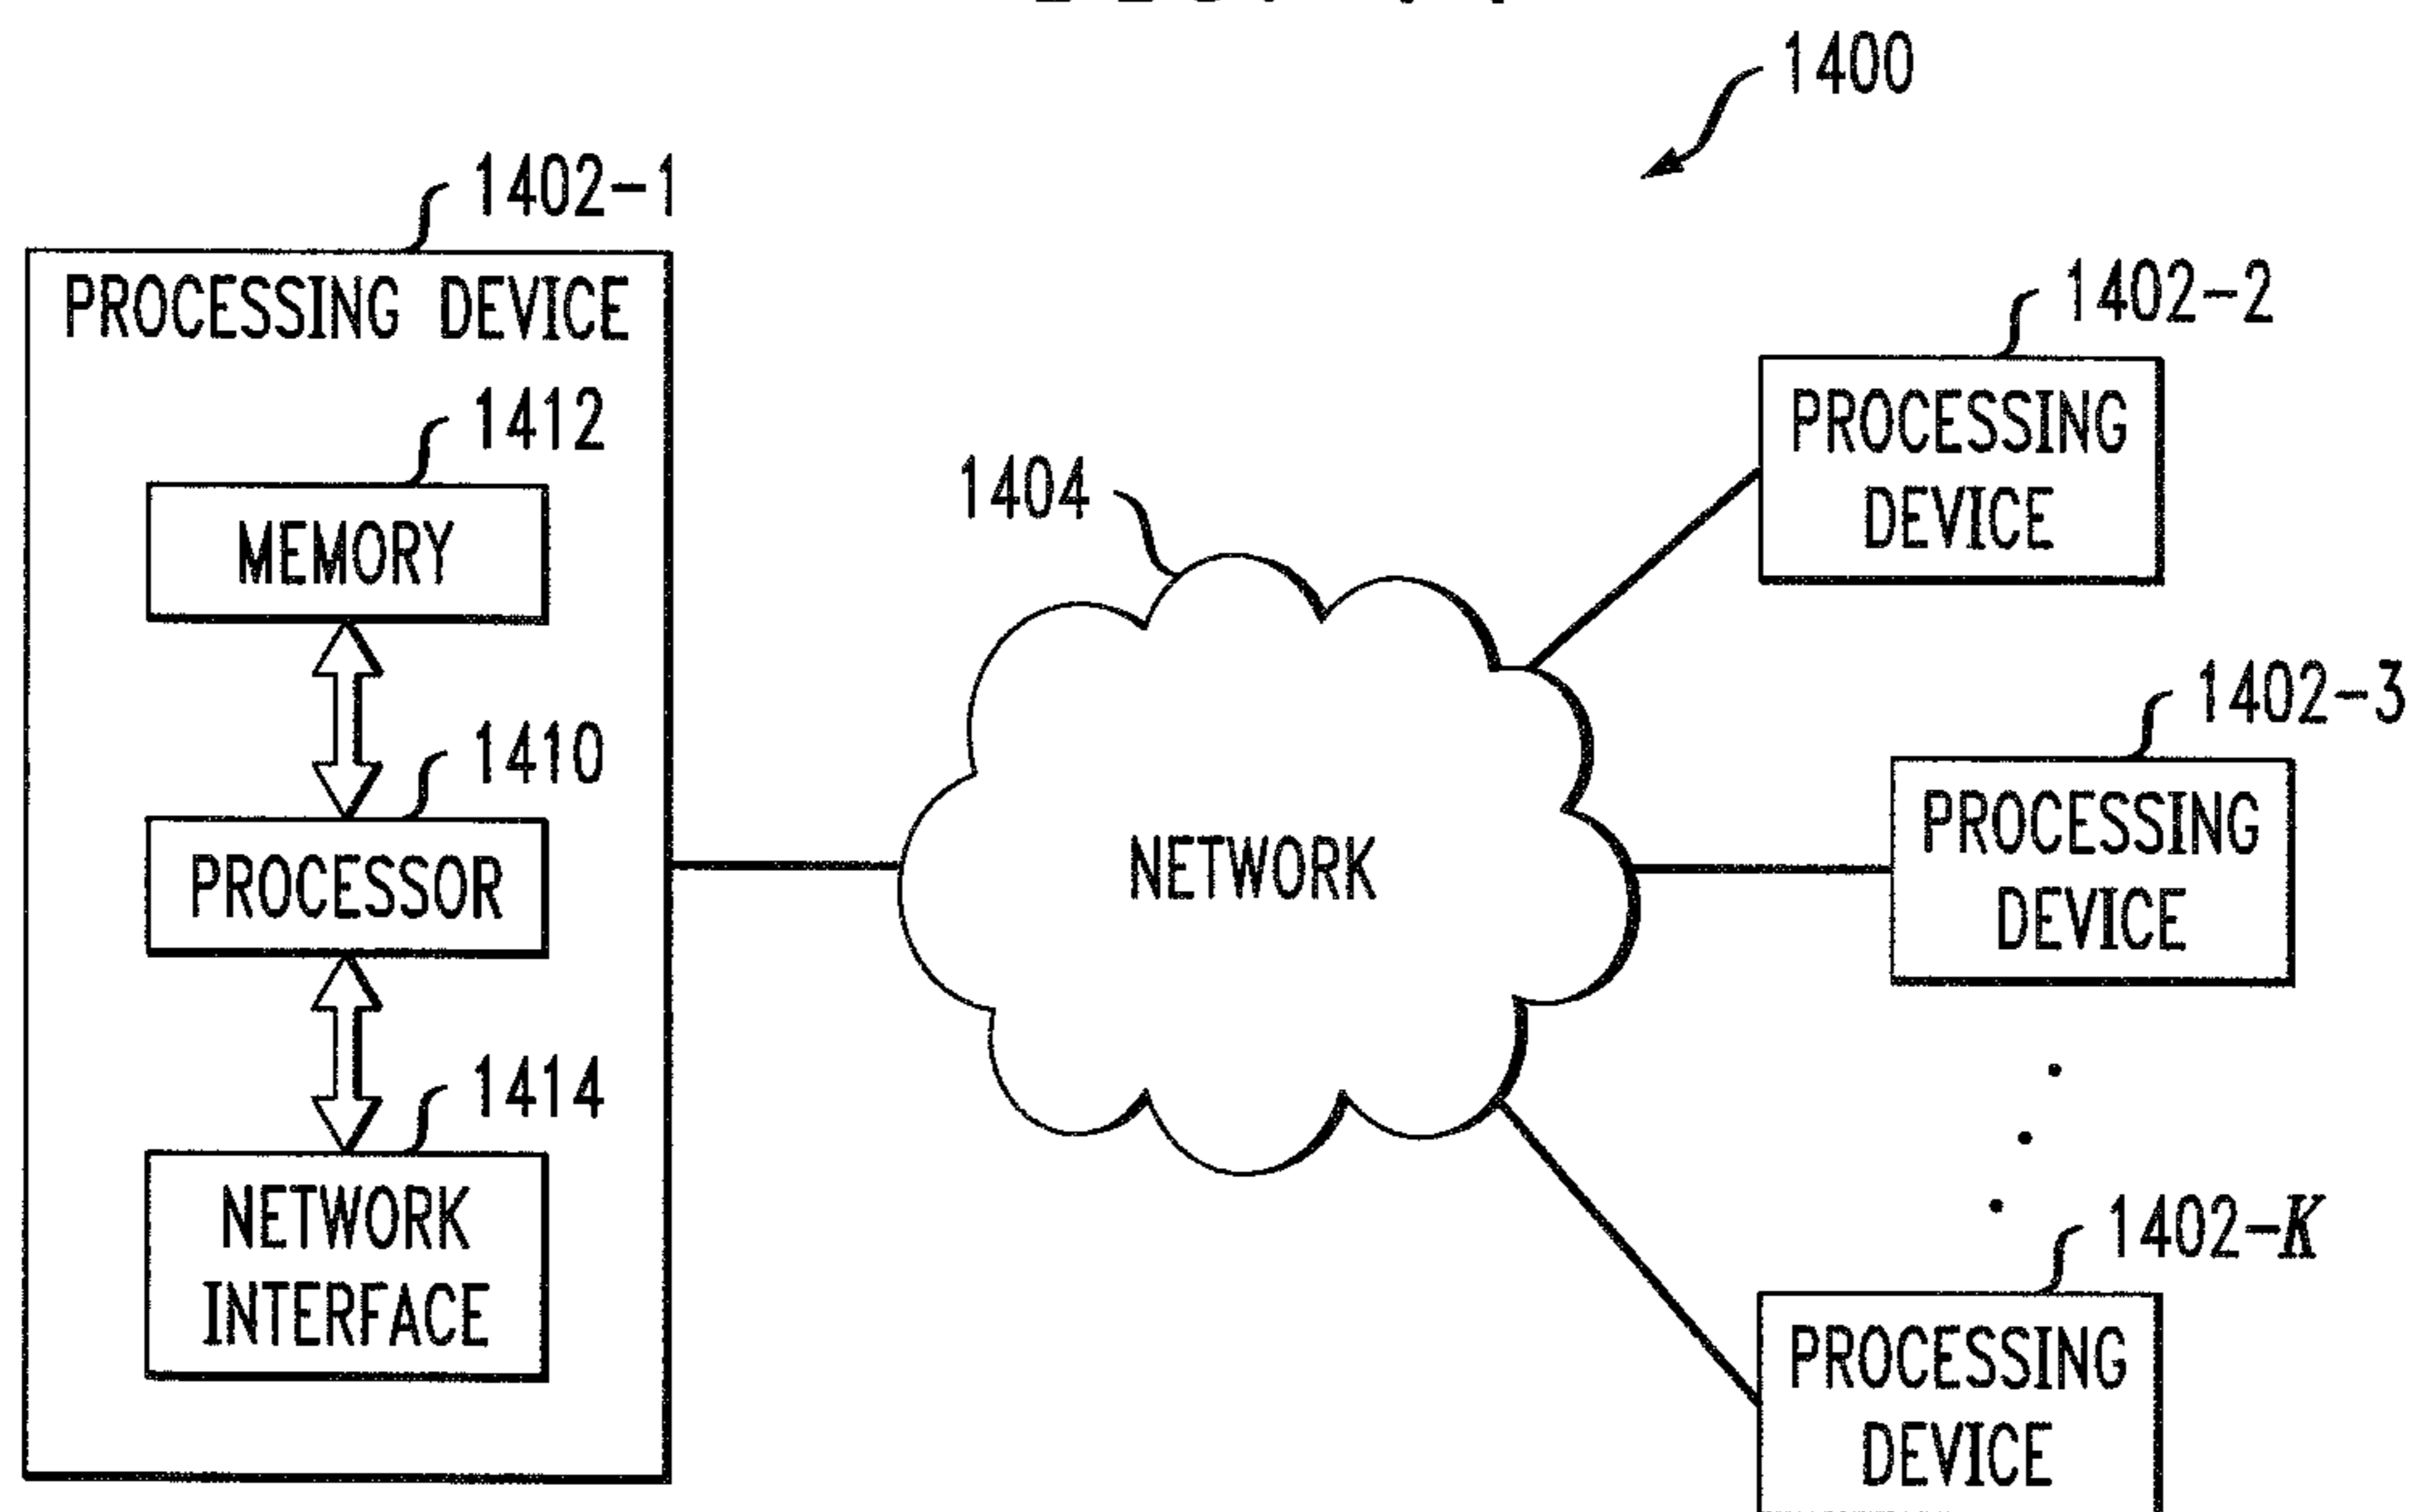 1400
1402-1
PROCESSING DEVICE
1412
MEMORY
1410
PROCESSOR
1414
NETWORK
INTERFACE
1404
NETWORK
1402-2
PROCESSING
DEVICE
1402-3
PROCESSING
DEVICE
1402-K
PROCESSING
DEVICE